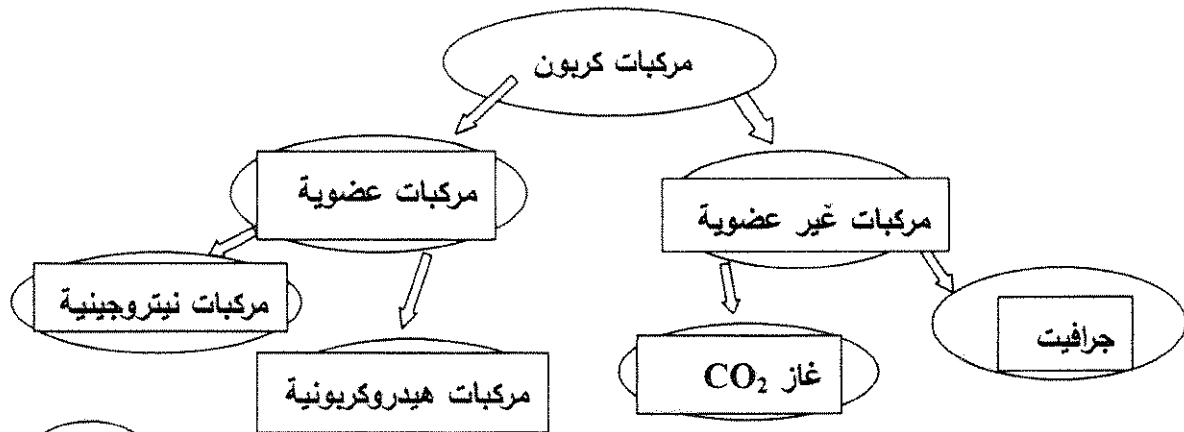 مركبات كربون
مركبات عضوية
مركبات غير عضوية
مركبات نيتروجينية
مركبات هيدروكربونية
غاز CO₂
جرافيت